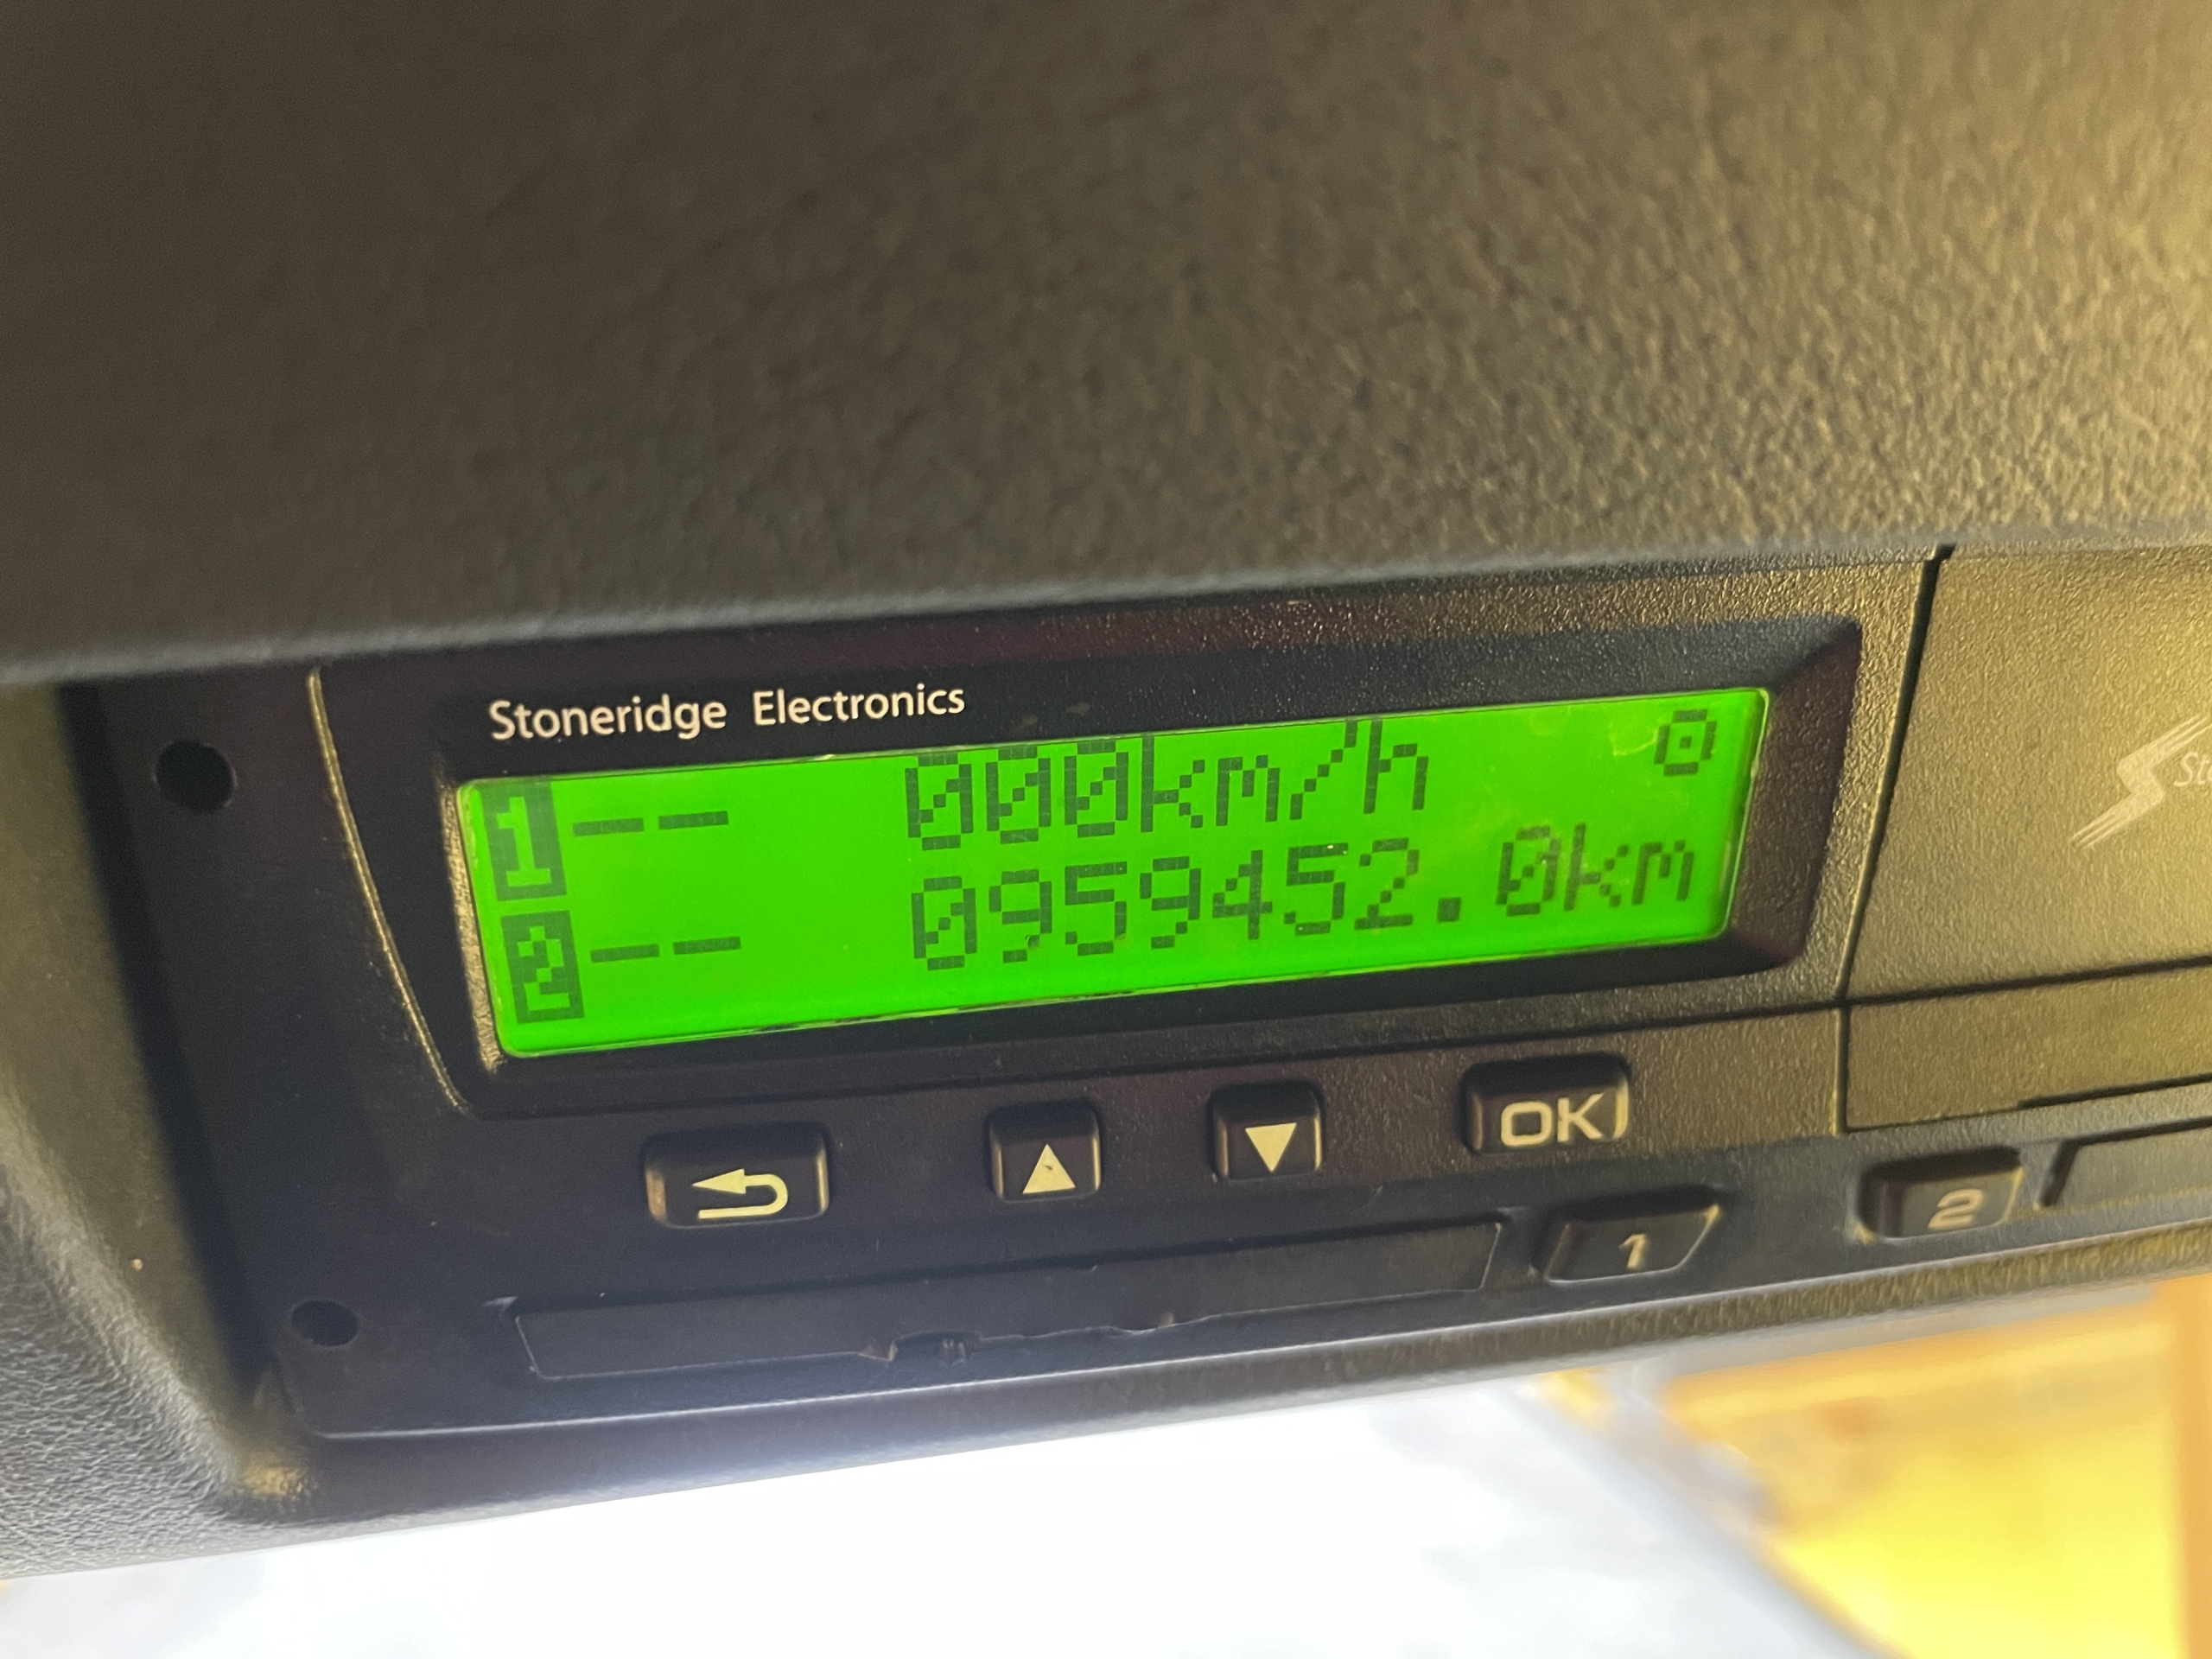 Stoneridge Electronics
1-- 000km/h
2-- 0959452.0km
OK
1
2